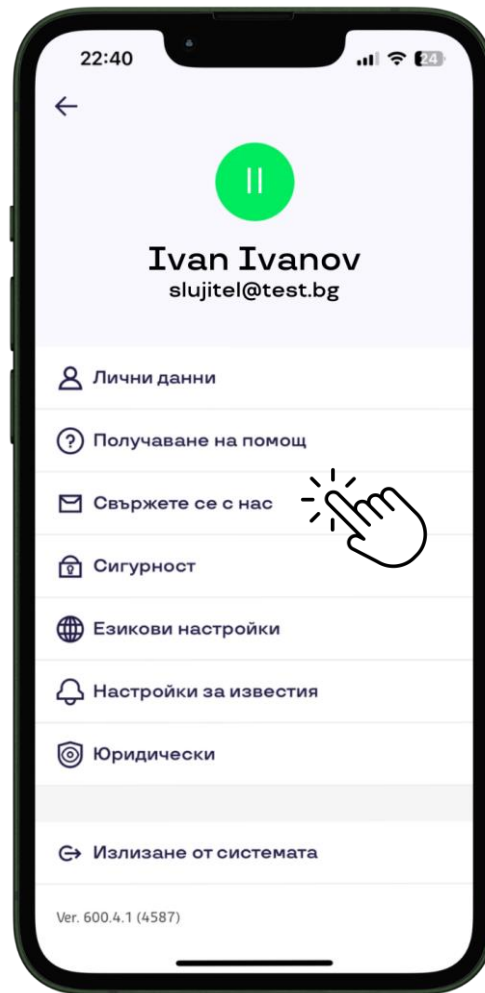 22:40
24
II
Ivan Ivanov
slujitel@test.bg
Лични данни
Получаване на помощ
Свържете се с нас
Сигурност
Езикови настройки
Настройки за известия
Юридически
Излизане от системата
Ver. 600.4.1 (4587)